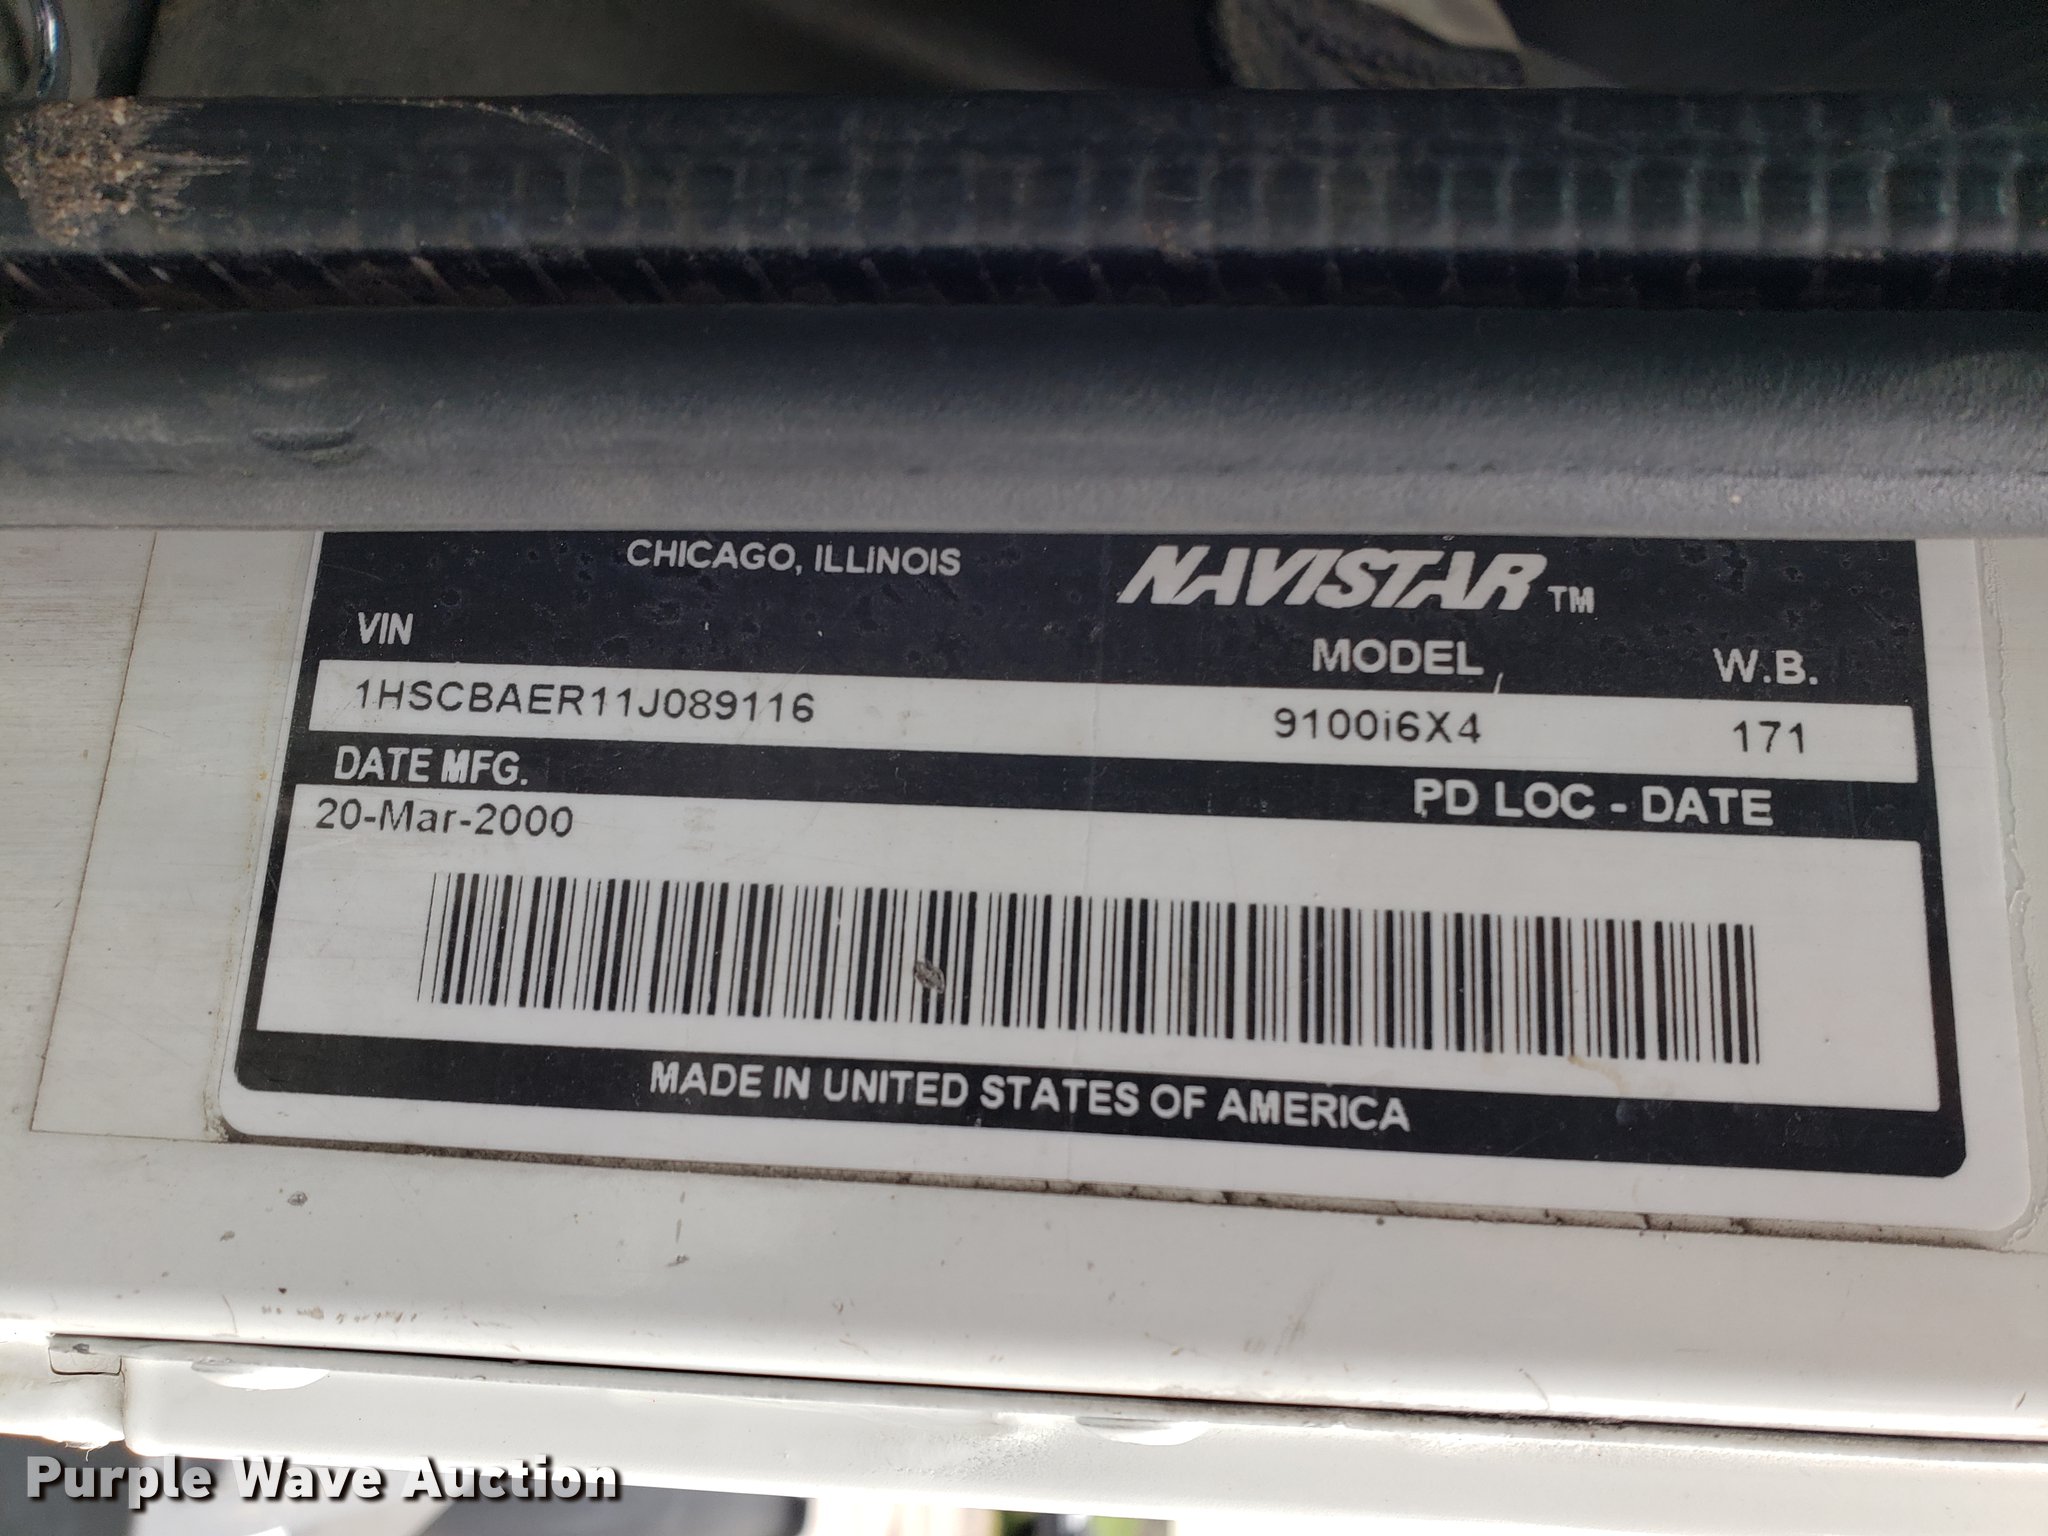 CHICAGO, ILLINOIS
NAVISTAR TM
VIN MODEL W.B.
1HSCBAER11J089116 9100i6X4 171
DATE MFG. PD LOC - DATE
20-Mar-2000
MADE IN UNITED STATES OF AMERICA
Purple Wave Auction